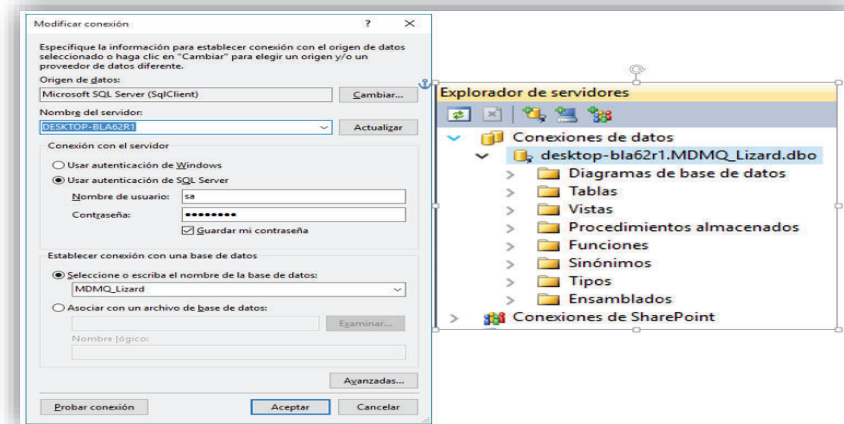 Modificar conexión
Especifique la información para establecer conexión con el origen de datos
seleccionado o haga clic en "Cambiar" para elegir un origen y/o un
proveedor de datos diferente.
Origen de datos:
Microsoft SQL Server (SqlClient)
Cambiar...
Nombre del servidor:
DESKTOP-BLA62R1
Actualizar
Conexión con el servidor
Usar autenticación de Windows
Usar autenticación de SQL Server
Nombre de usuario:
sa
Contraseña:
Guardar mi contraseña
Establecer conexión con una base de datos
Seleccione o escriba el nombre de la base de datos:
MDMQ_Lizard
Asociar con un archivo de base de datos:
Examinar...
Nombre lógico:
Avanzadas...
Probar conexión
Aceptar
Cancelar
Explorador de servidores
Conexiones de datos
desktop-bla62r1.MDMQ_Lizard.dbo
Diagramas de base de datos
Tablas
Vistas
Procedimientos almacenados
Funciones
Sinónimos
Tipos
Ensamblados
Conexiones de SharePoint